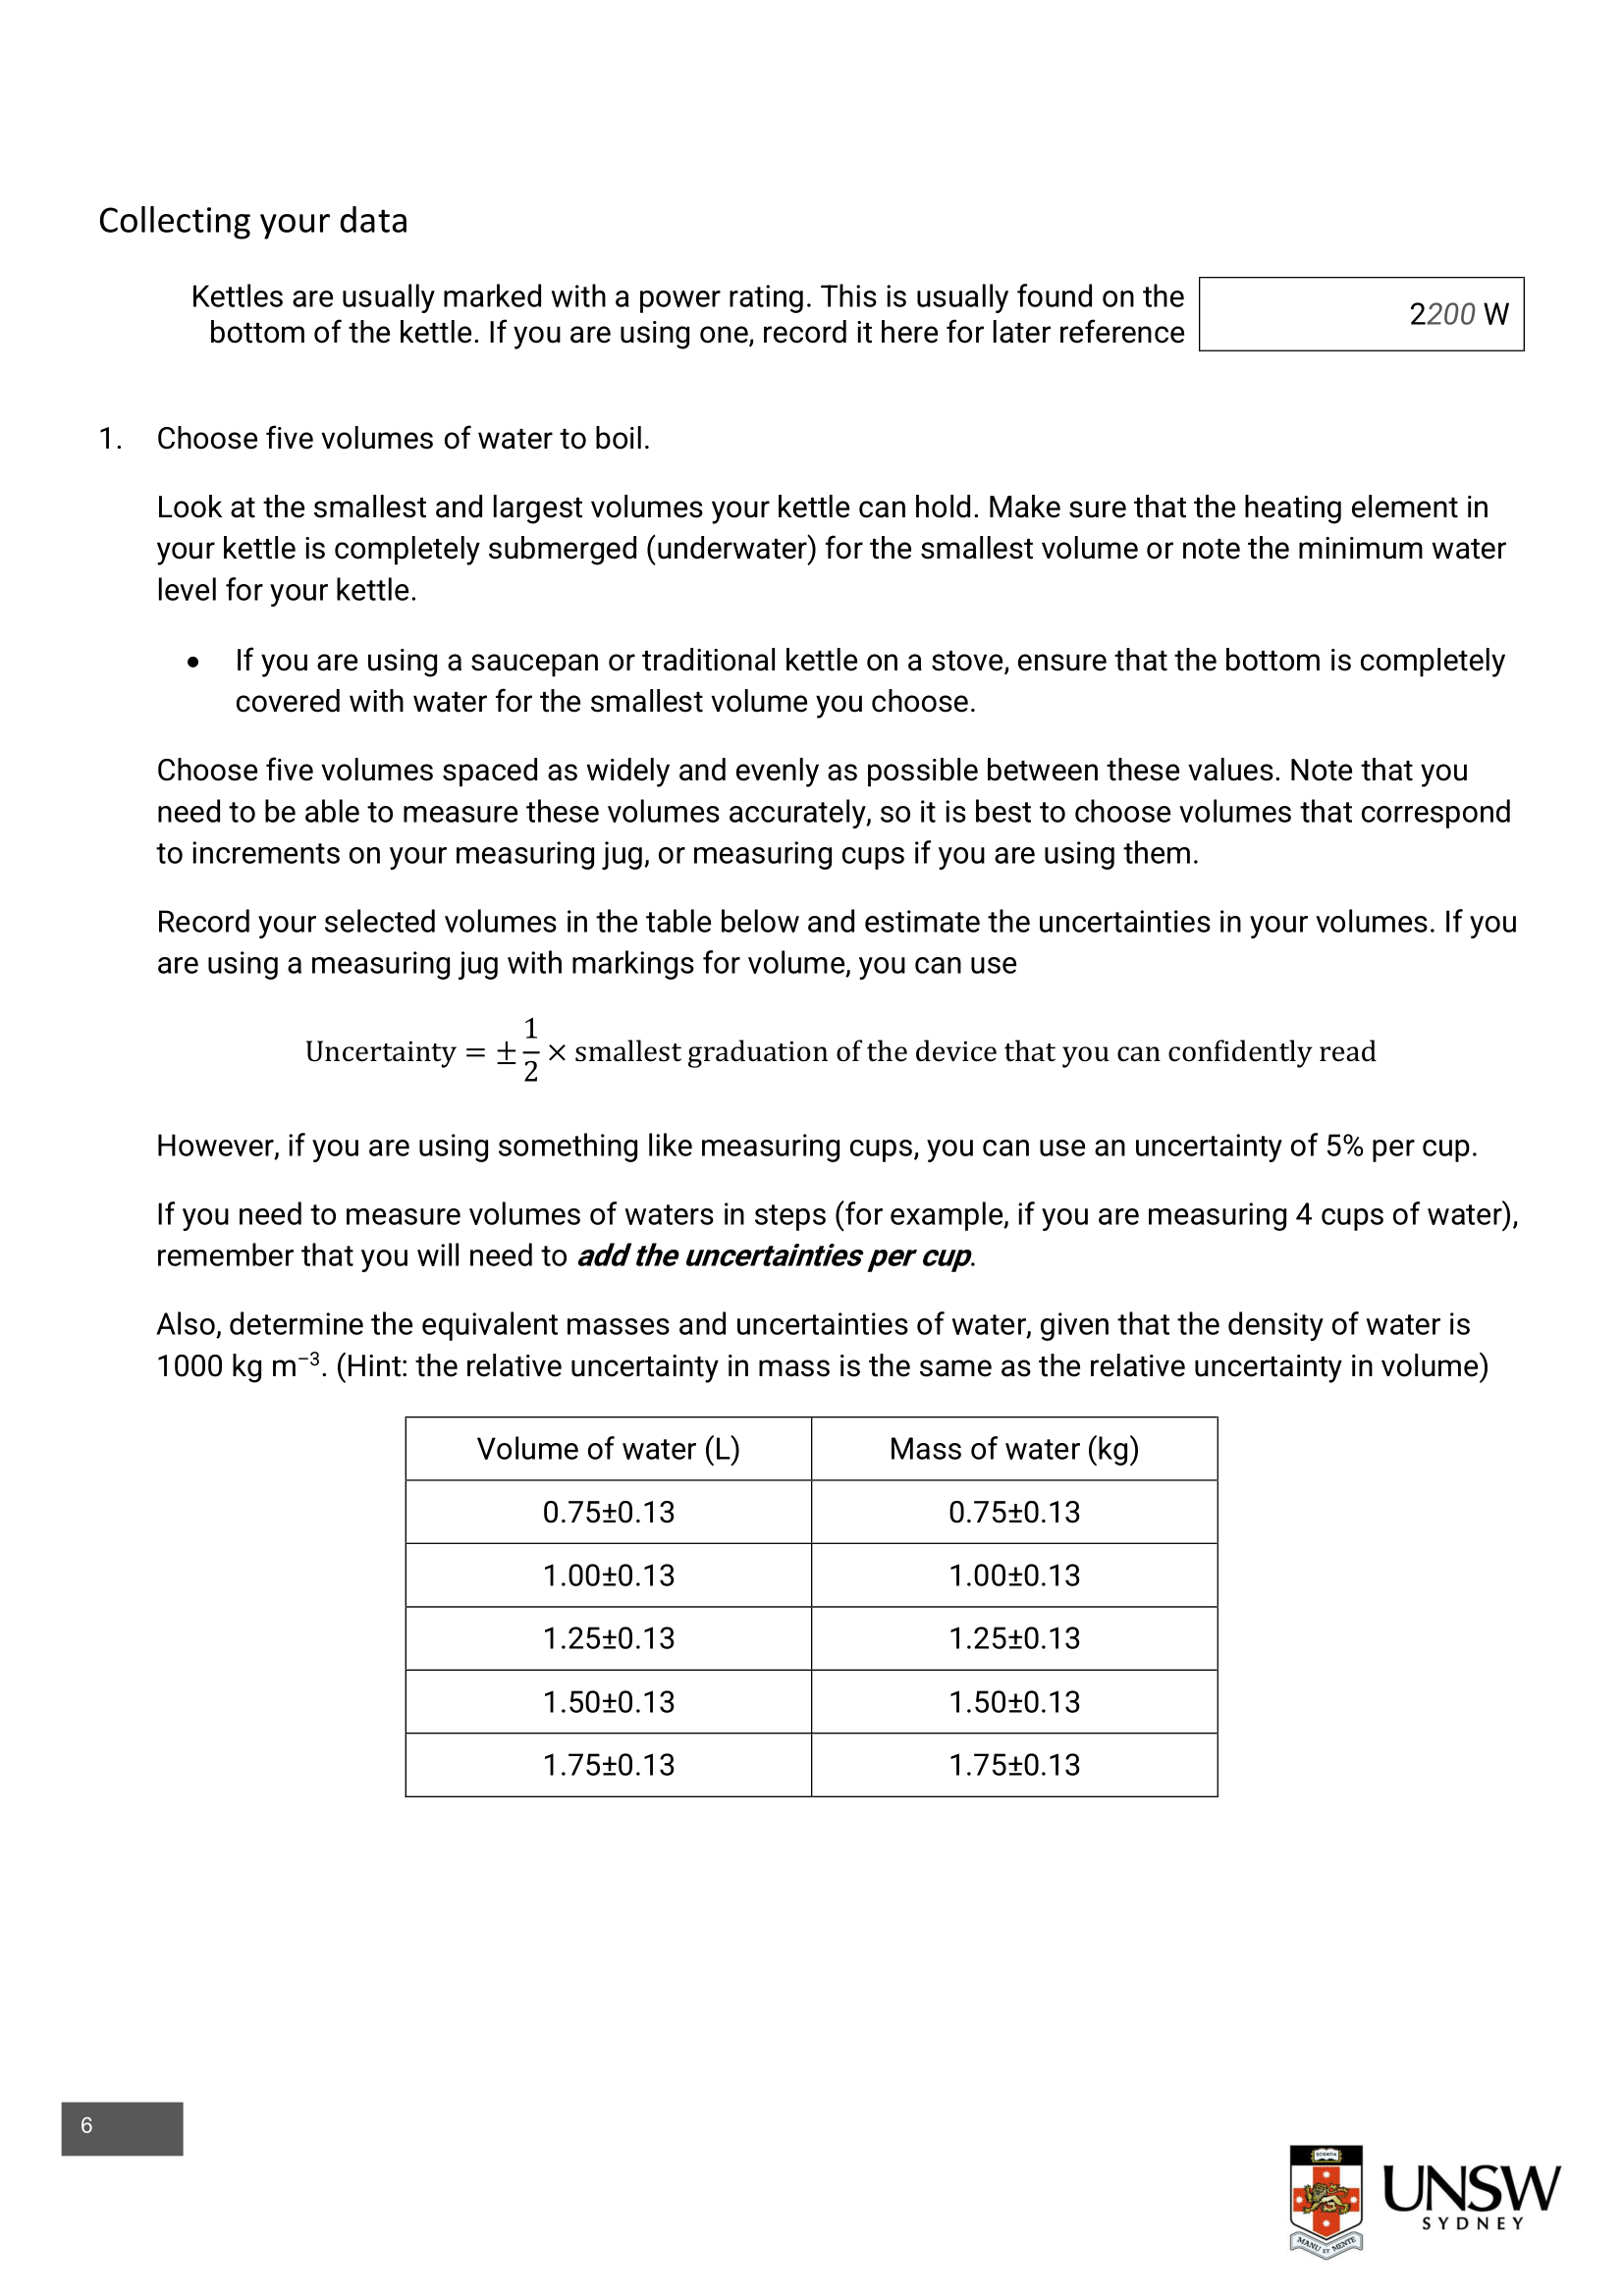 Collecting your data
Kettles are usually marked with a power rating. This is usually found on the
bottom of the kettle. If you are using one, record it here for later reference
2200 W
1. Choose five volumes of water to boil.
Look at the smallest and largest volumes your kettle can hold. Make sure that the heating element in
your kettle is completely submerged (underwater) for the smallest volume or note the minimum water
level for your kettle.
• If you are using a saucepan or traditional kettle on a stove, ensure that the bottom is completely
covered with water for the smallest volume you choose.
Choose five volumes spaced as widely and evenly as possible between these values. Note that you
need to be able to measure these volumes accurately, so it is best to choose volumes that correspond
to increments on your measuring jug, or measuring cups if you are using them.
Record your selected volumes in the table below and estimate the uncertainties in your volumes. If you
are using a measuring jug with markings for volume, you can use
Uncertainty = ± 1/2 × smallest graduation of the device that you can confidently read
However, if you are using something like measuring cups, you can use an uncertainty of 5% per cup.
If you need to measure volumes of waters in steps (for example, if you are measuring 4 cups of water),
remember that you will need to add the uncertainties per cup.
Also, determine the equivalent masses and uncertainties of water, given that the density of water is
1000 kg m⁻³. (Hint: the relative uncertainty in mass is the same as the relative uncertainty in volume)
Volume of water (L) Mass of water (kg)
0.75±0.13 0.75±0.13
1.00±0.13 1.00±0.13
1.25±0.13 1.25±0.13
1.50±0.13 1.50±0.13
1.75±0.13 1.75±0.13
6
SCIENTIA
MANU ET MENTE
UNSW
SYDNEY